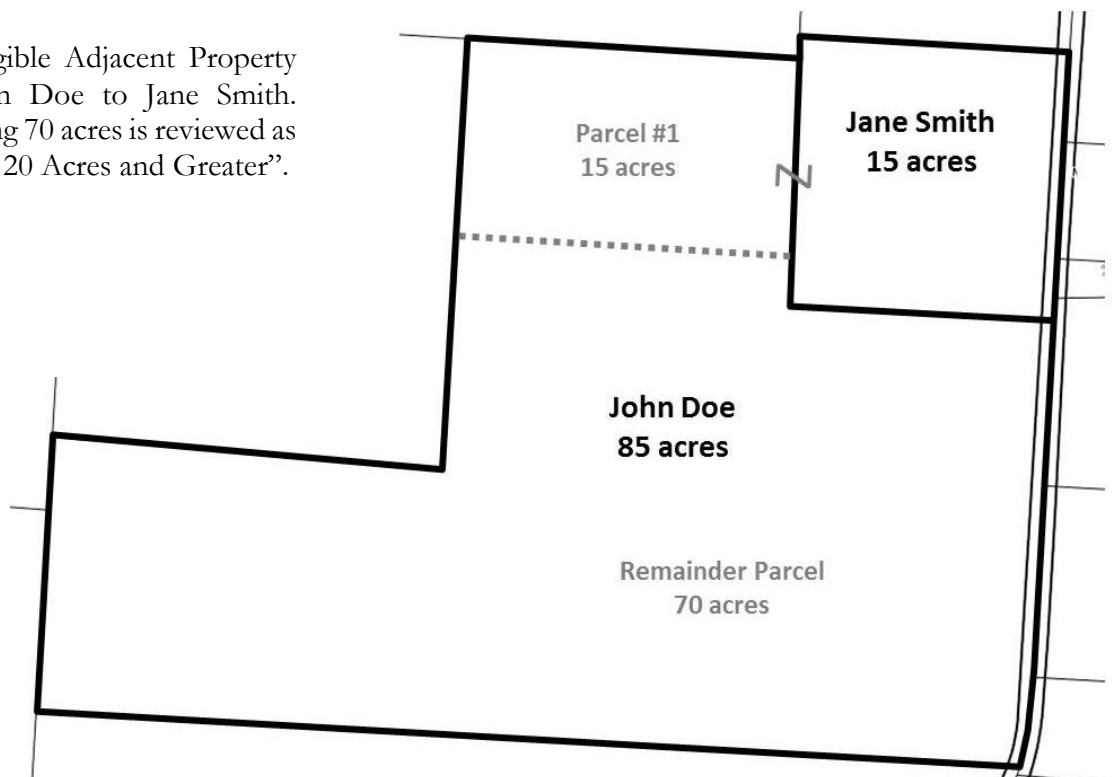 gible Adjacent Property
n Doe to Jane Smith.
ng 70 acres is reviewed as
20 Acres and Greater”.
Parcel #1
15 acres
Jane Smith
15 acres
John Doe
85 acres
Remainder Parcel
70 acres